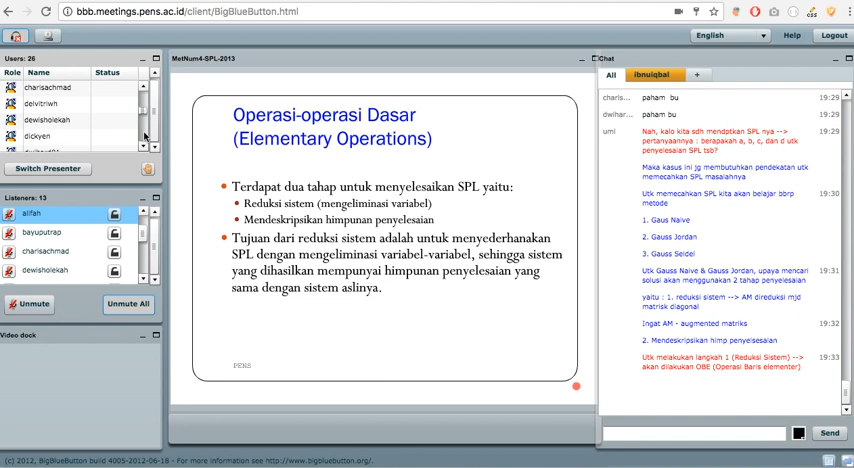 bbb.meetings.pens.ac.id/client/BigBlueButton.html
English
Help
Logout
Users: 26
Role Name Status
charisachmad
delvitriwh
dewisholekah
dickyen
Switch Presenter
Listeners: 13
alifah
bayuputrap
charisachmad
dewisholekah
Unmute
Unmute All
Video dock
MetNum4-SPL-2013
Operasi-operasi Dasar
(Elementary Operations)
• Terdapat dua tahap untuk menyelesaikan SPL yaitu:
• Reduksi sistem (mengeliminasi variabel)
• Mendeskripsikan himpunan penyelesaian
• Tujuan dari reduksi sistem adalah untuk menyederhanakan
SPL dengan mengeliminasi variabel-variabel, sehingga sistem
yang dihasilkan mempunyai himpunan penyelesaian yang
sama dengan sistem aslinya.
PENS
Chat
All ibnuiqbal +
charis... paham bu 19:29
dwihar... paham bu 19:29
umi Nah, kalo kita sdh mendptkan SPL nya --> 19:29
pertanyaannya : berapakah a, b, c, dan d utk
penyelesaian SPL tsb?
Maka kasus ini jg membutuhkan pendekatan utk
memecahkan SPL masalahnya
Utk memecahkan SPL kita akan belajar bbrp 19:30
metode
1. Gaus Naive
2. Gauss Jordan
3. Gauss Seidel
Utk Gauss Naive & Gauss Jordan, upaya mencari 19:31
solusi akan menggunakan 2 tahap penyelesaian
yaitu : 1. reduksi sistem --> AM direduksi mjd
matrisk diagonal
Ingat AM - augmented matriks 19:32
2. Mendeskripsikan himp penyelsesaian
Utk melakukan langkah 1 (Reduksi Sistem) --> 19:33
akan dilakukan OBE (Operasi Baris elementer)
Send
(c) 2012, BigBlueButton build 4005-2012-06-18 - For more information see http://www.bigbluebutton.org/.